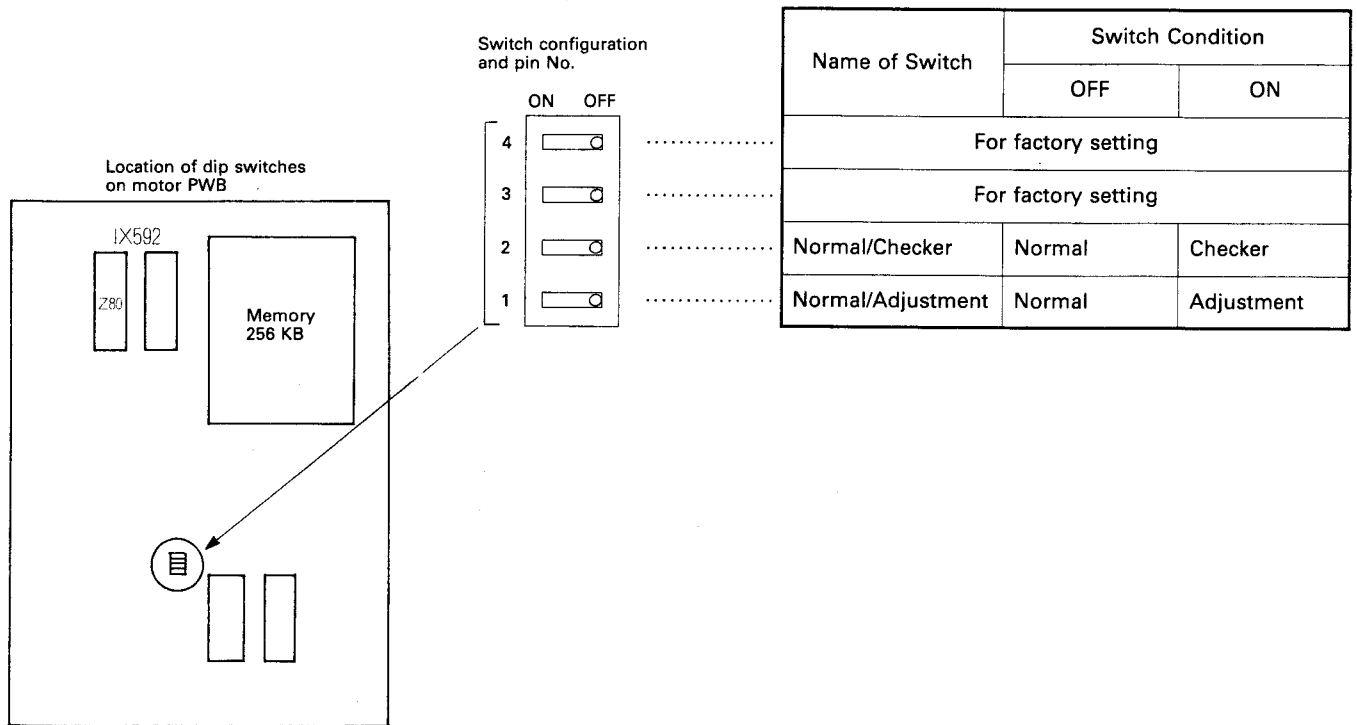 Switch configuration
and pin No.
ON OFF
4
3
2
1
Name of Switch
Switch Condition
OFF ON
For factory setting
For factory setting
Normal/Checker Normal Checker
Normal/Adjustment Normal Adjustment
Location of dip switches
on motor PWB
IX592
Z80
Memory
256 KB